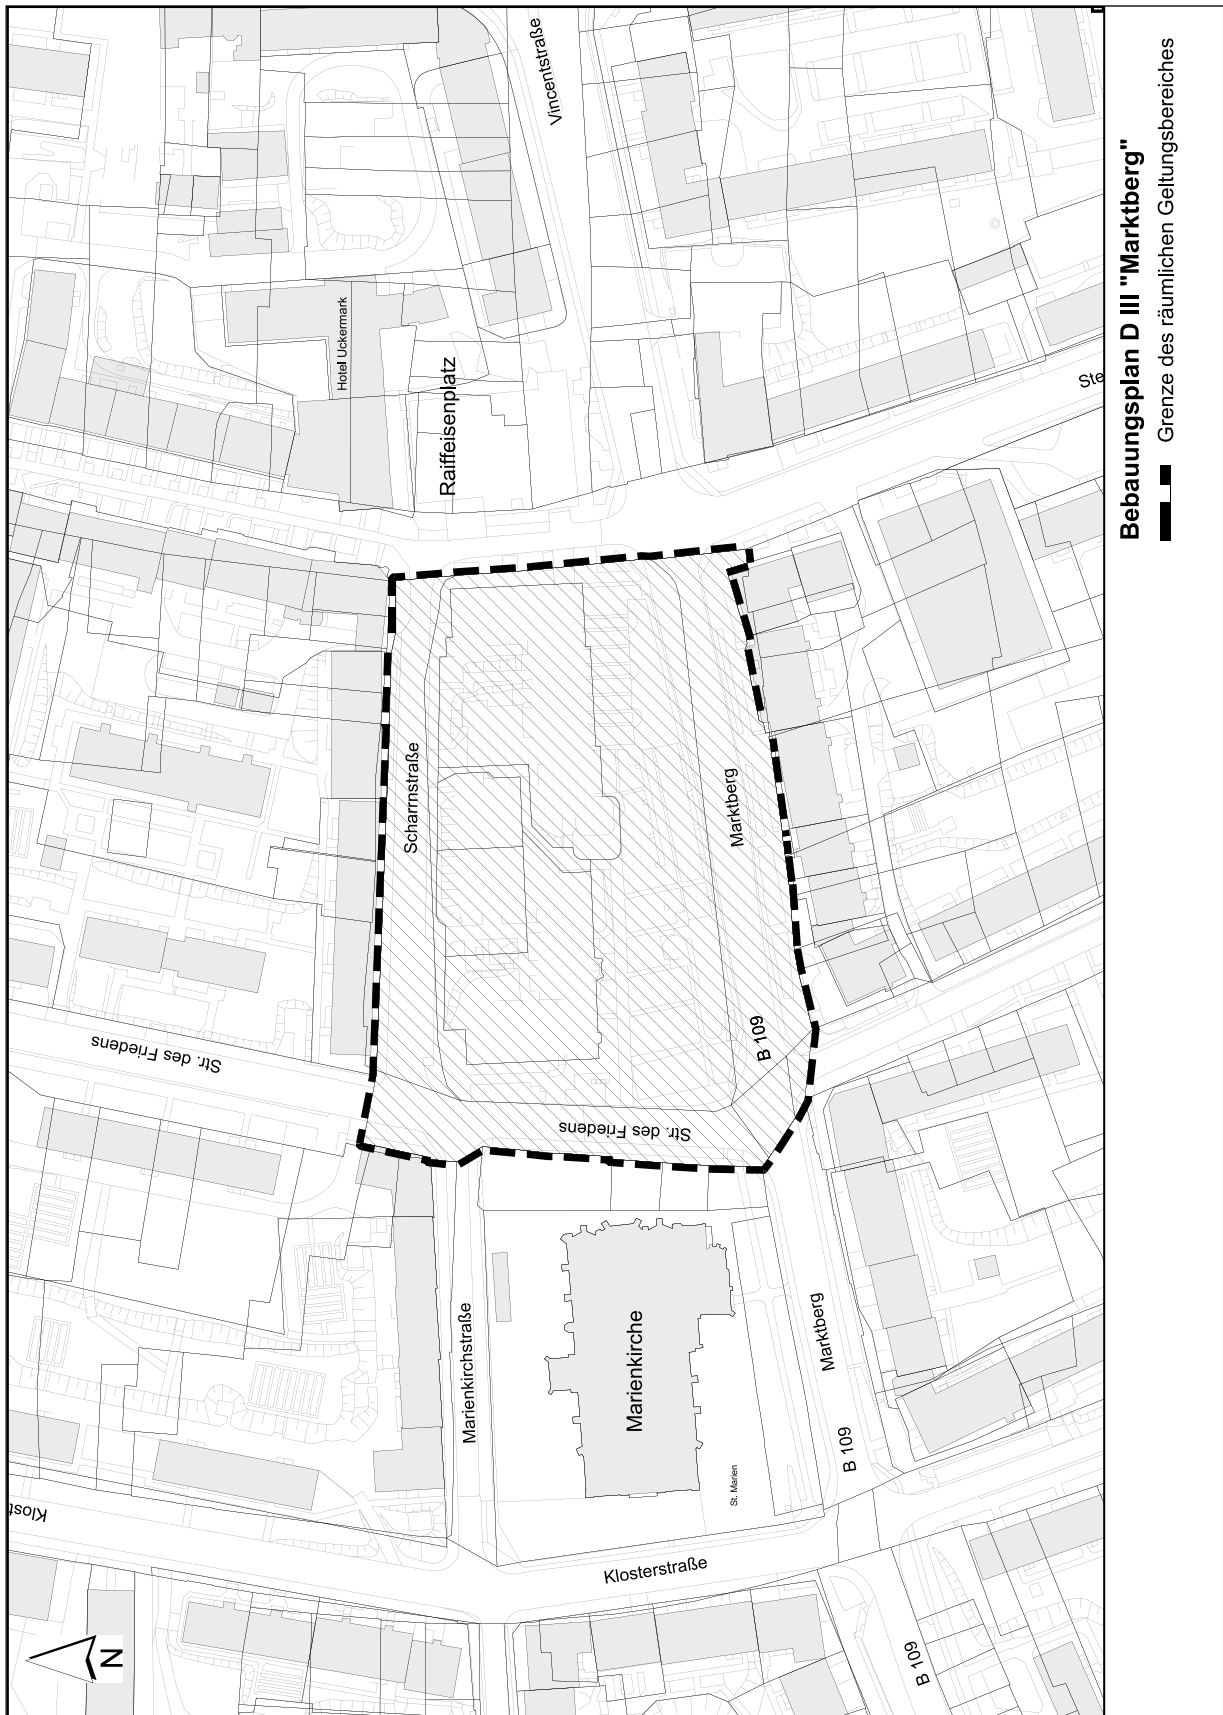 Vincentstraße
Hotel Uckermark
Raiffeisenplatz
Ste
Scharrnstraße
Marktberg
B 109
Str. des Friedens
Str. des Friedens
Marienkirchstraße
Marienkirche
St. Marien
Marktberg
B 109
Klost
Klosterstraße
B 109
N
Bebauungsplan D III "Marktberg"
Grenze des räumlichen Geltungsbereiches